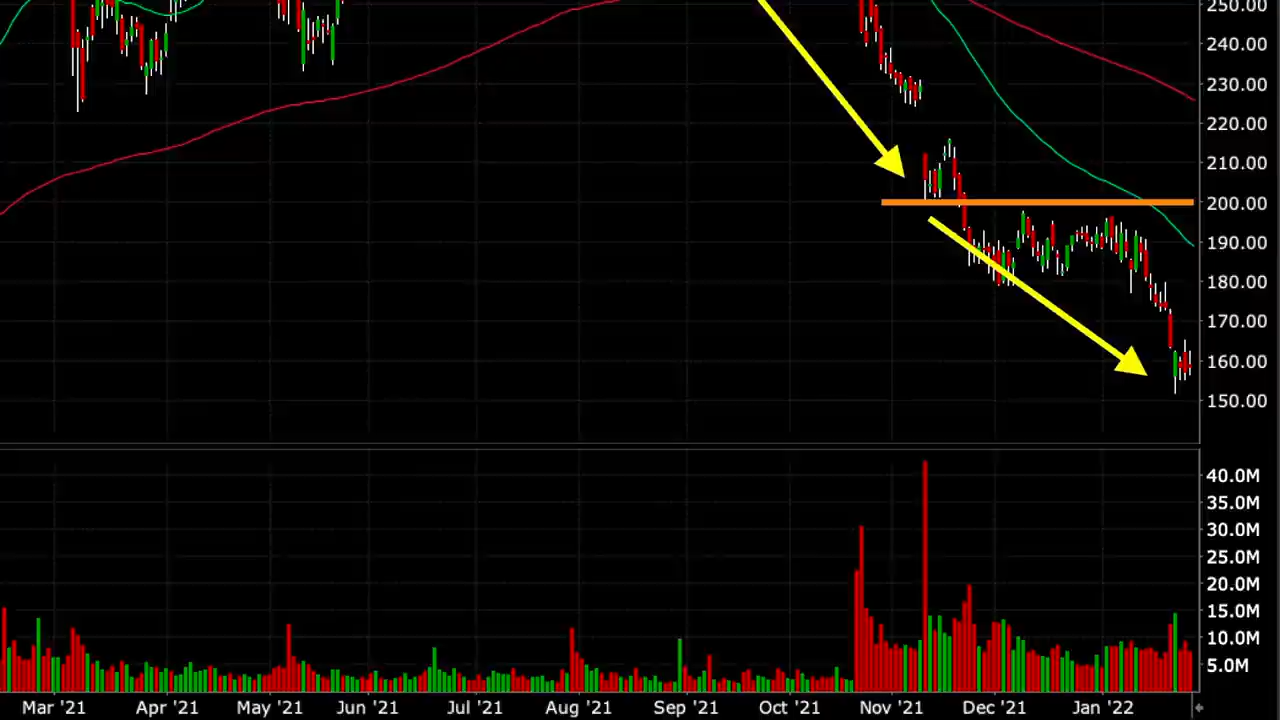 250.00
240.00
230.00
220.00
210.00
200.00
190.00
180.00
170.00
160.00
150.00
40.0M
35.0M
30.0M
25.0M
20.0M
15.0M
10.0M
5.0M
Mar '21 Apr '21 May '21 Jun '21 Jul '21 Aug '21 Sep '21 Oct '21 Nov '21 Dec '21 Jan '22